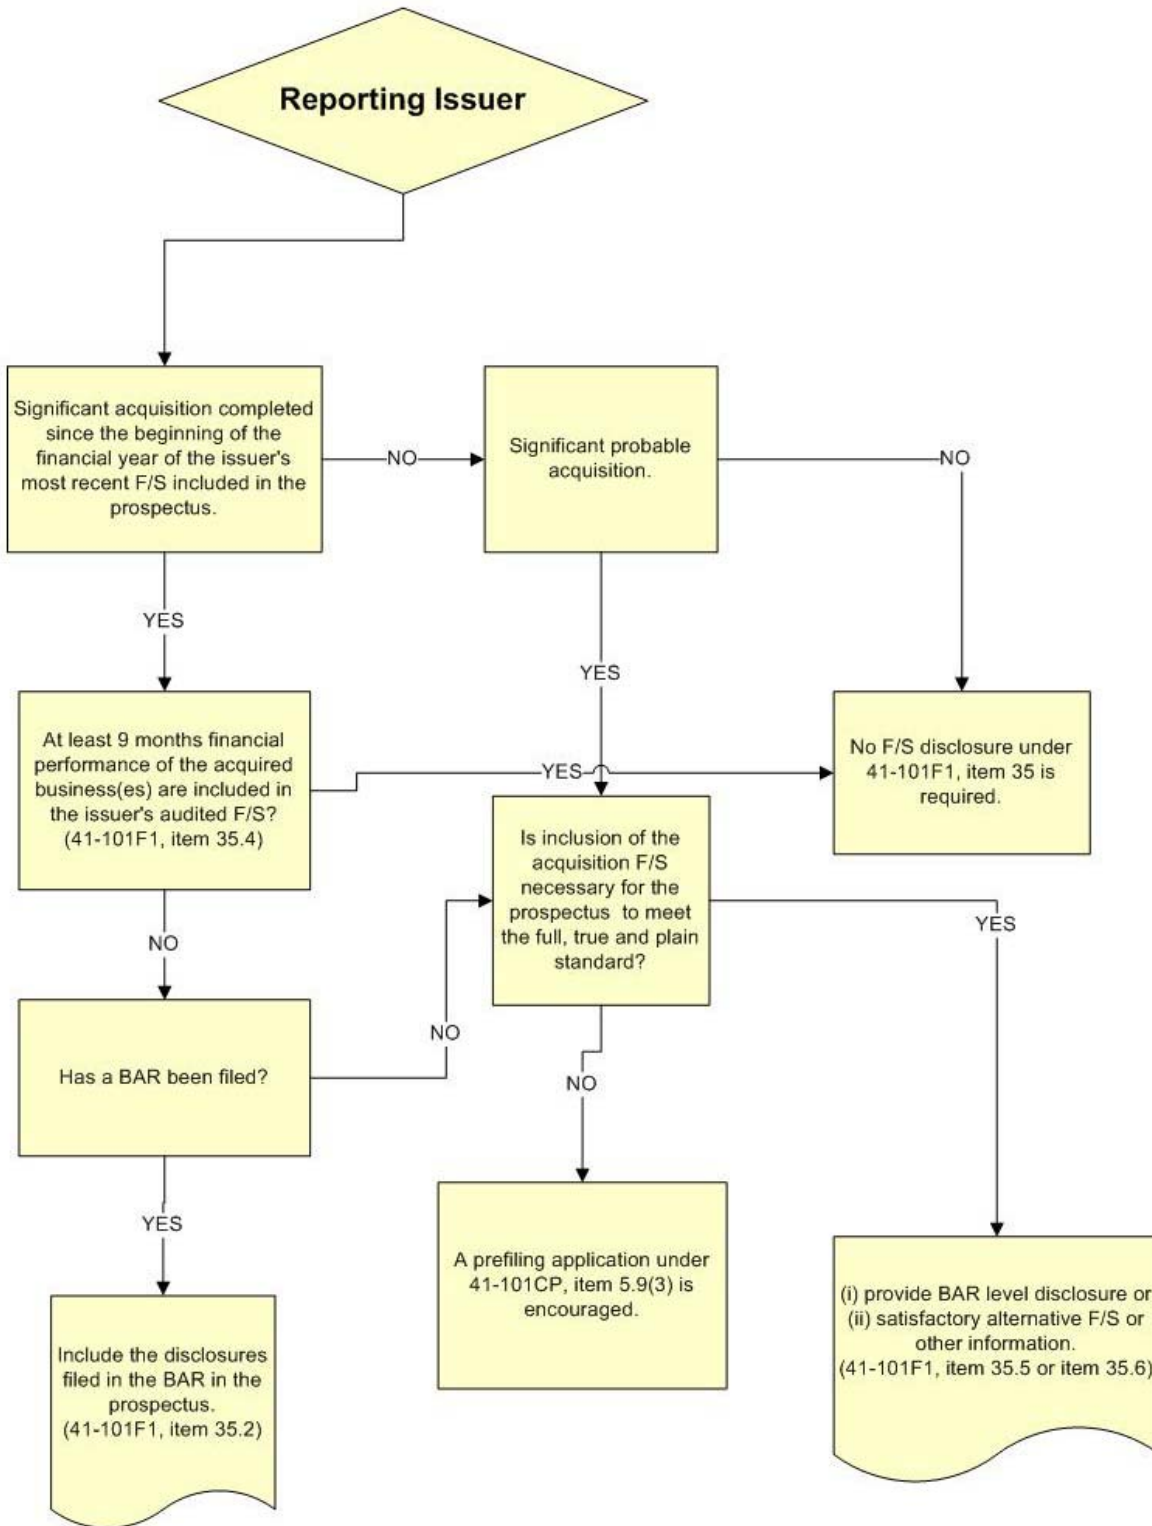 Reporting Issuer
Significant acquisition completed
since the beginning of the
financial year of the issuer's
most recent F/S included in the
prospectus.
NO
Significant probable
acquisition.
NO
YES
YES
At least 9 months financial
performance of the acquired
business(es) are included in
the issuer's audited F/S?
(41-101F1, item 35.4)
YES
No F/S disclosure under
41-101F1, item 35 is
required.
Is inclusion of the
acquisition F/S
necessary for the
prospectus to meet
the full, true and plain
standard?
YES
NO
Has a BAR been filed?
NO
NO
YES
A prefiling application under
41-101CP, item 5.9(3) is
encouraged.
(i) provide BAR level disclosure or
(ii) satisfactory alternative F/S or
other information.
(41-101F1, item 35.5 or item 35.6)
Include the disclosures
filed in the BAR in the
prospectus.
(41-101F1, item 35.2)